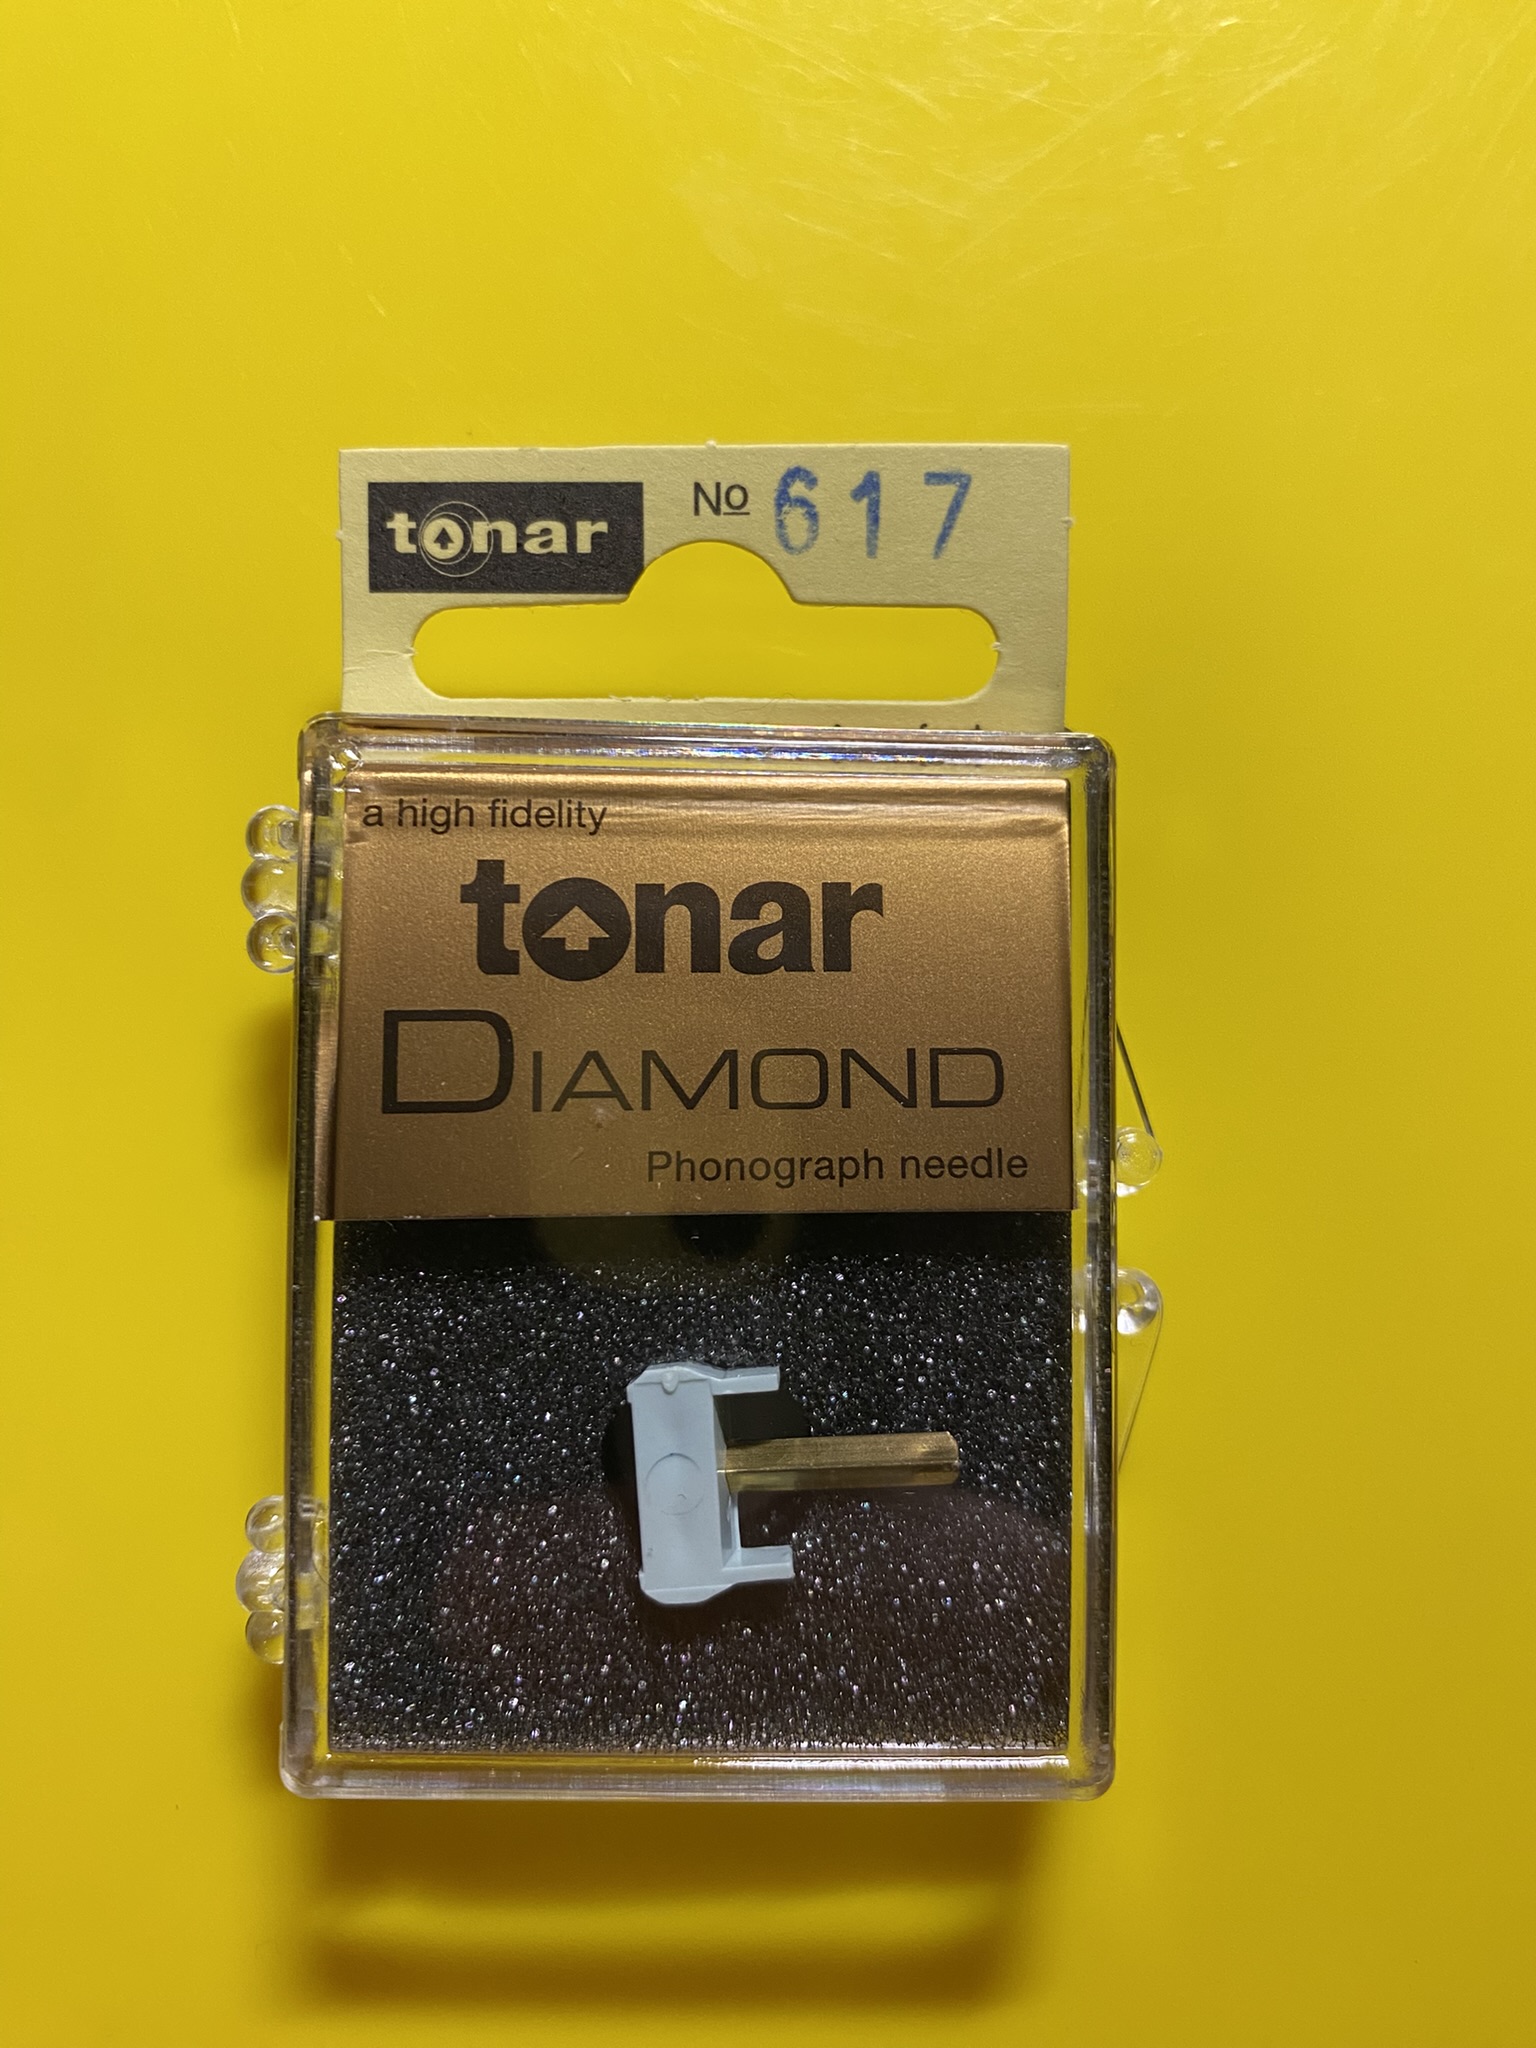 tonar No 617
a high fidelity
tonar
DIAMOND
Phonograph needle